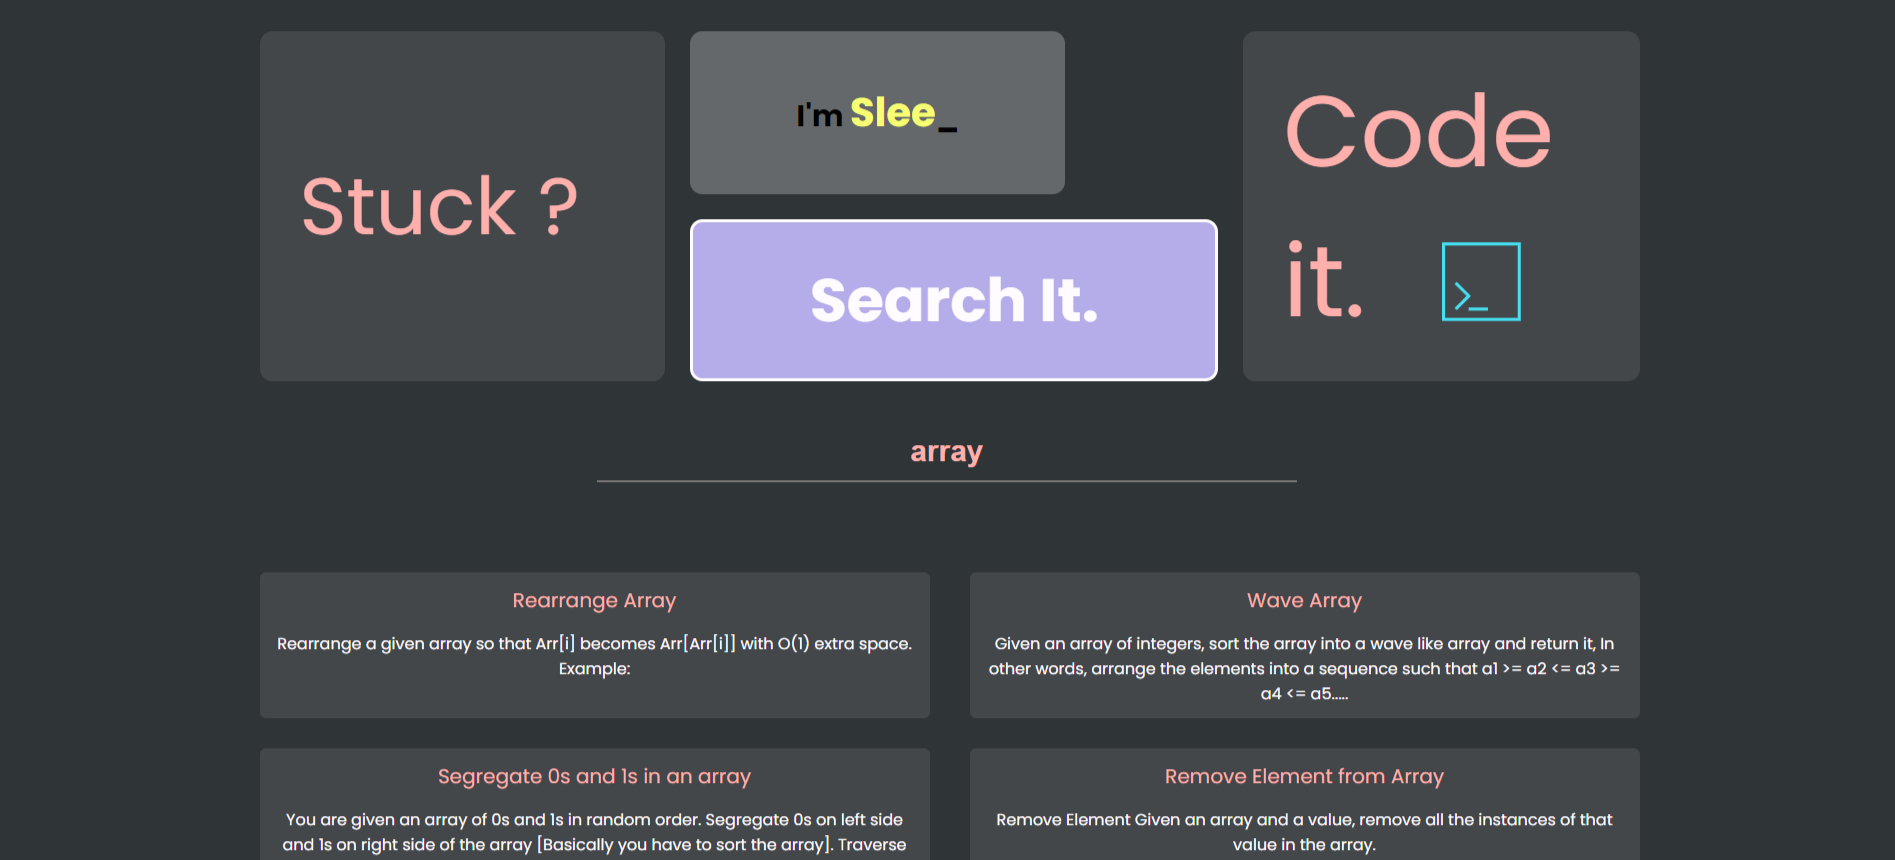 Stuck ?
I'm Slee_
Search It.
Code
it.
>_
array
Rearrange Array
Rearrange a given array so that Arr[i] becomes Arr[Arr[i]] with O(1) extra space.
Example:
Wave Array
Given an array of integers, sort the array into a wave like array and return it, In
other words, arrange the elements into a sequence such that a1 >= a2 <= a3 >=
a4 <= a5.....
Segregate 0s and 1s in an array
You are given an array of 0s and 1s in random order. Segregate 0s on left side
and 1s on right side of the array [Basically you have to sort the array]. Traverse
Remove Element from Array
Remove Element Given an array and a value, remove all the instances of that
value in the array.